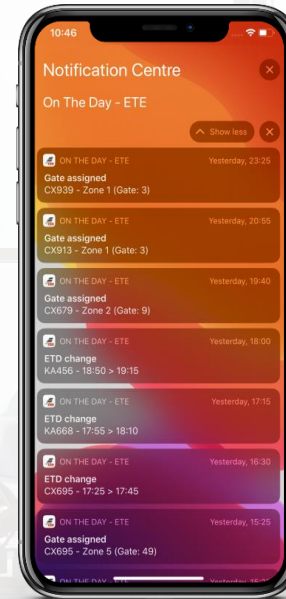 10:46
Notification Centre
On The Day - ETE
Show less
ON THE DAY - ETE Yesterday, 23:25
Gate assigned
CX939 - Zone 1 (Gate: 3)
ON THE DAY - ETE Yesterday, 20:55
Gate assigned
CX913 - Zone 1 (Gate: 3)
ON THE DAY - ETE Yesterday, 19:40
Gate assigned
CX679 - Zone 2 (Gate: 9)
ON THE DAY - ETE Yesterday, 18:00
ETD change
KA456 - 18:50 > 19:15
ON THE DAY - ETE Yesterday, 17:15
ETD change
KA668 - 17:55 > 18:10
ON THE DAY - ETE Yesterday, 16:30
ETD change
CX695 - 17:25 > 17:45
ON THE DAY - ETE Yesterday, 15:25
Gate assigned
CX695 - Zone 5 (Gate: 49)
ON THE DAY - ETE Yesterday,